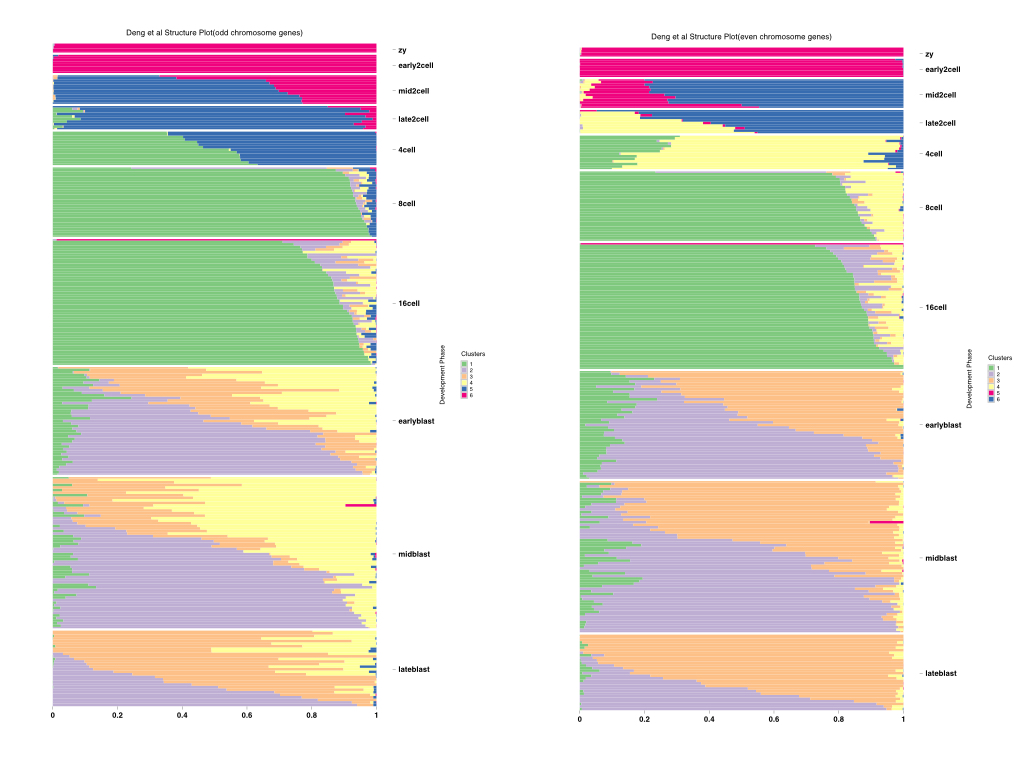 Deng et al Structure Plot(odd chromosome genes)
zy
early2cell
mid2cell
late2cell
4cell
8cell
16cell
earlyblast
midblast
lateblast
0 0.2 0.4 0.6 0.8 1
Development Phase
Clusters
1
2
3
4
5
6
Deng et al Structure Plot(even chromosome genes)
zy
early2cell
mid2cell
late2cell
4cell
8cell
16cell
earlyblast
midblast
lateblast
0 0.2 0.4 0.6 0.8 1
Development Phase
Clusters
1
2
3
4
5
6